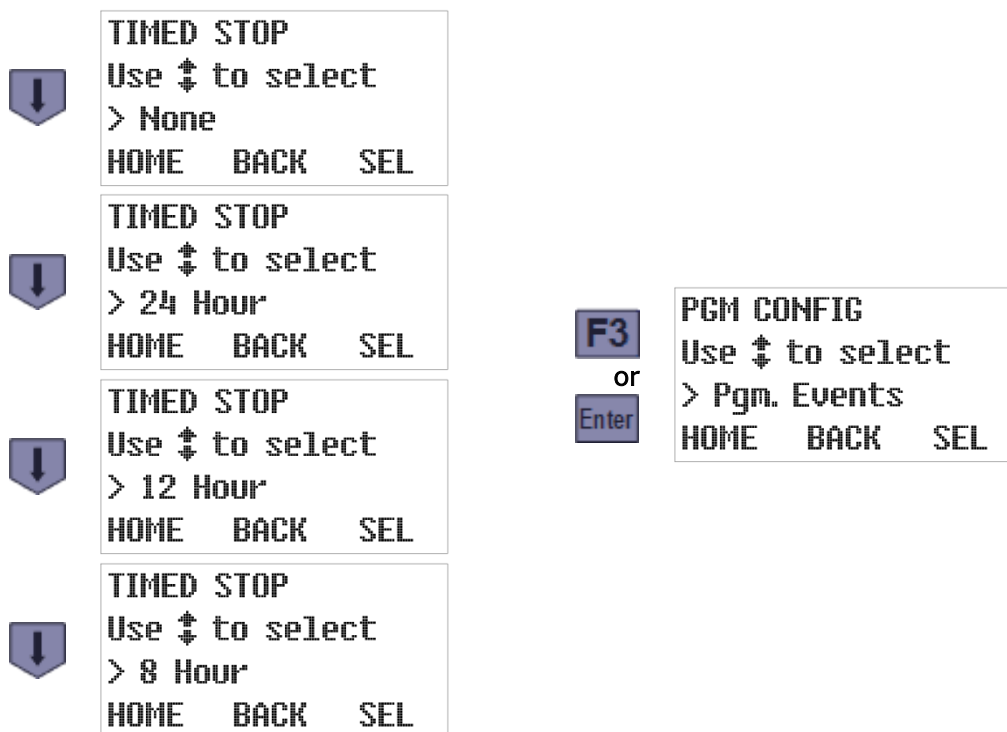 TIMED STOP
Use ↕ to select
> None
HOME BACK SEL
TIMED STOP
Use ↕ to select
> 24 Hour
HOME BACK SEL
TIMED STOP
Use ↕ to select
> 12 Hour
HOME BACK SEL
TIMED STOP
Use ↕ to select
> 8 Hour
HOME BACK SEL
F3
or
Enter
PGM CONFIG
Use ↕ to select
> Pgm. Events
HOME BACK SEL